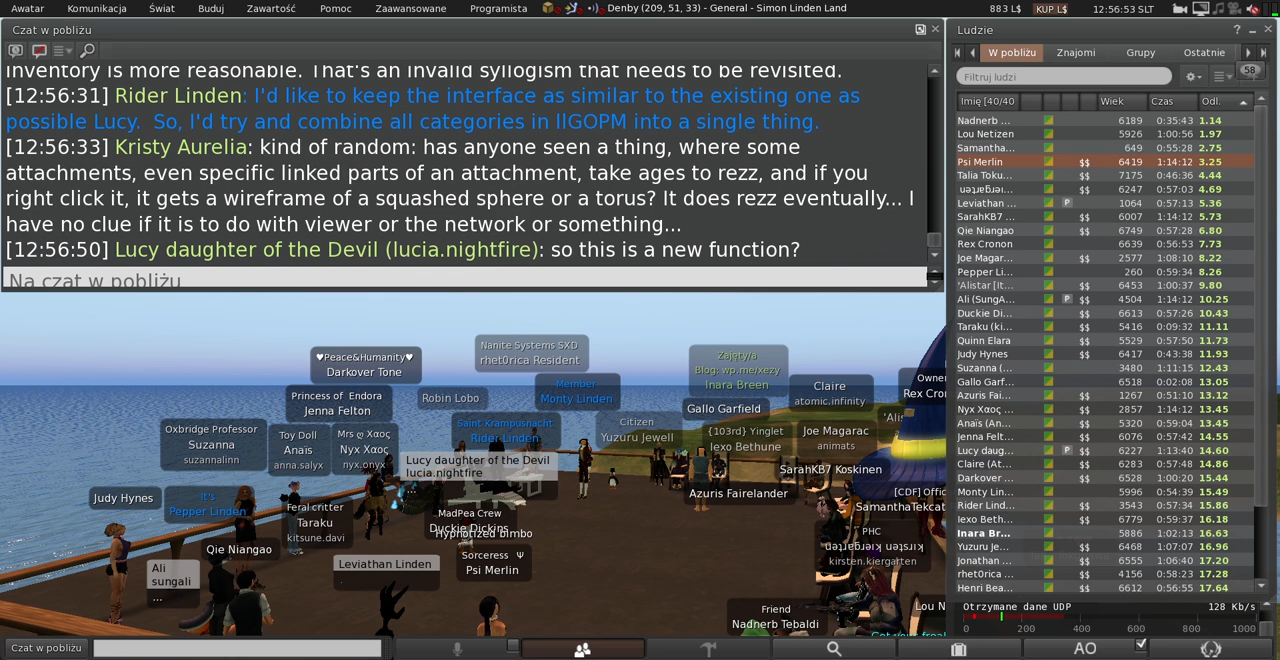 Awatar Komunikacja Świat Buduj Zawartość Pomoc Zaawansowane Programista Denby (209, 51, 33) - General - Simon Linden Land 883 L$ KUP L$ 12:56:53 SLT
Czat w pobliżu
inventory is more reasonable. That's an invalid syllogism that needs to be revisited.
[12:56:31] Rider Linden: I'd like to keep the interface as similar to the existing one as
possible Lucy. So, I'd try and combine all categories in llGOPM into a single thing.
[12:56:33] Kristy Aurelia: kind of random: has anyone seen a thing, where some
attachments, even specific linked parts of an attachment, take ages to rezz, and if you
right click it, it gets a wireframe of a squashed sphere or a torus? It does rezz eventually... I
have no clue if it is to do with viewer or the network or something...
[12:56:50] Lucy daughter of the Devil (lucia.nightfire): so this is a new function?
Na czat w pobliżu
Nanite Systems SXD
rhet0rica Resident
♥Peace&Humanity♥
Darkover Tone
Zajęty/a
Blog: wp.me/xezy
Inara Breen
Member
Monty Linden
Claire
atomic.infinity
Owne
Rex Cron
Princess of Endora
Jenna Felton
Robin Lobo
Gallo Garfield
'Alis
Saint Krampusnacht
Rider Linden
Citizen
Yuzuru Jewell
{103rd} Yinglet
Iexo Bethune
Joe Magarac
animats
Oxbridge Professor
Suzanna
suzannalinn
Toy Doll
Anaïs
anna.salyx
Mrs ღ Χαος
Nyx Χαος
nyx.onyx
Lucy daughter of the Devil
lucia.nightfire
...
SarahKB7 Koskinen
Judy Hynes
It's
Pepper Linden
Azuris Fairelander
[CDF] Offic
SamanthaTekcat
Feral critter
Taraku
kitsune.davi
MadPea Crew
Duckie Dickins
Hypnotized bimbo
PHC
kirsten.kiergarten
Qie Niangao
Sorceress Ψ
Psi Merlin
Leviathan Linden
.
Ali
sungali
...
Friend
Nadnerb Tebaldi
Lou N
Czat w pobliżu
AO
Ludzie
W pobliżu Znajomi Grupy Ostatnie
Filtruj ludzi 58
Imię [40/40 Wiek Czas Odl.
Nadnerb ... 6189 0:35:43 1.14
Lou Netizen 5926 1:00:56 1.97
Samantha... 649 0:55:28 2.75
Psi Merlin $$ 6419 1:14:12 3.25
Talia Toku... $$ 7175 0:46:36 4.44
$$ 6247 0:57:03 4.69
Leviathan ... P 1064 0:57:13 5.36
SarahKB7 ... $$ 6007 1:14:12 5.73
Qie Niangao $$ 6749 0:57:28 6.80
Rex Cronon 6639 0:56:53 7.73
Joe Magar... $$ 2577 1:08:10 8.22
Pepper Li... 260 0:59:34 8.26
'Alistar [It... $$ 6453 1:00:37 9.80
Ali (SungA... P $$ 4504 1:14:12 10.25
Duckie Di... $$ 6613 0:57:26 10.43
Taraku (ki... $$ 5416 0:09:32 11.11
Quinn Elara $$ 5529 0:57:50 11.73
Judy Hynes $$ 6417 0:43:38 11.93
Suzanna (... 3480 1:11:15 12.43
Gallo Garf... 6518 0:02:08 13.05
Azuris Fai... $$ 1267 0:51:10 13.12
Nyx Χαος ... $$ 2857 1:14:12 13.45
Anaïs (An... $$ 5320 0:59:04 13.45
Jenna Felt... $$ 6076 0:57:42 14.55
Lucy daug... P $$ 6227 1:13:40 14.60
Claire (At... $$ 6283 0:57:48 14.86
Darkover ... $$ 6528 1:00:20 15.44
Monty Lin... 5996 0:54:39 15.49
Rider Lind... $$ 3543 0:57:34 15.86
Iexo Beth... $$ 6779 0:59:37 16.18
Inara Br... 5886 1:02:13 16.63
Yuzuru Je... $$ 6468 1:07:07 16.96
Jonathan ... $$ 6555 1:06:40 17.20
rhet0rica ... $$ 4156 0:58:23 17.28
Henri Bea... $$ 6612 0:56:55 17.64
Otrzymane dane UDP 128 Kb/s
0 200 400 600 800 1000